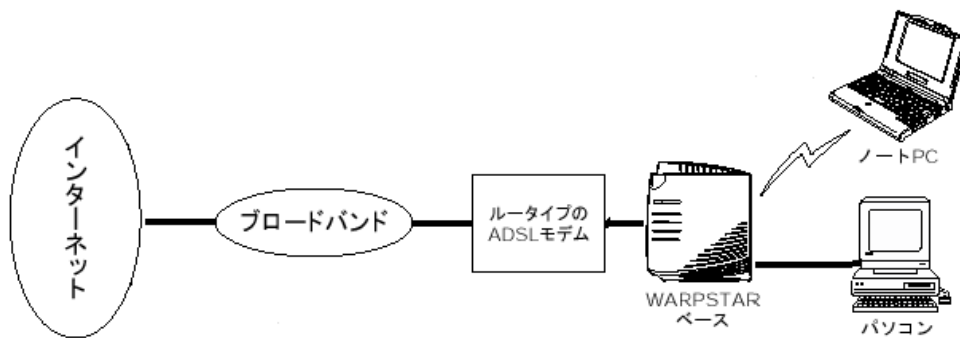 インターネット
ブロードバンド
ルータイプの
ADSLモデム
WARPSTAR
ベース
ノートPC
パソコン